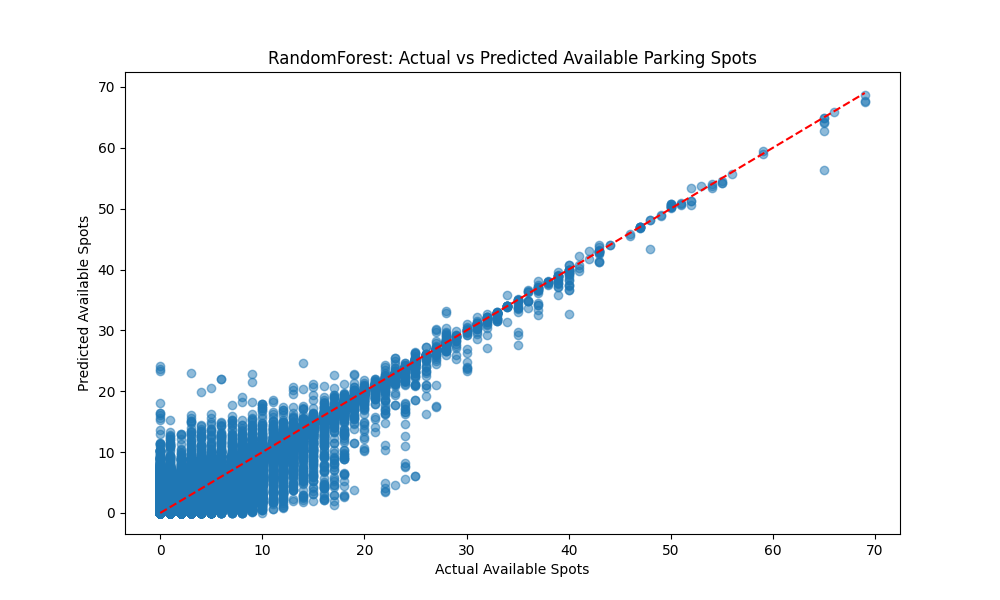 RandomForest: Actual vs Predicted Available Parking Spots
Predicted Available Spots
70
60
50
40
30
20
10
0
0 10 20 30 40 50 60 70
Actual Available Spots